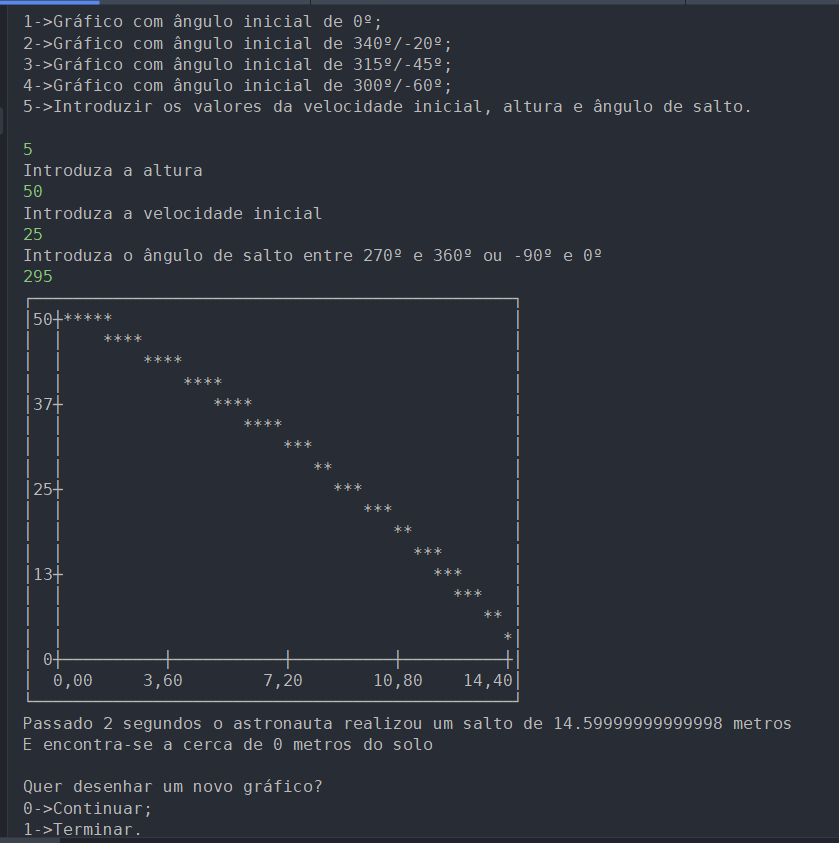 1->Gráfico com ângulo inicial de 0º;
2->Gráfico com ângulo inicial de 340º/-20º;
3->Gráfico com ângulo inicial de 315º/-45º;
4->Gráfico com ângulo inicial de 300º/-60º;
5->Introduzir os valores da velocidade inicial, altura e ângulo de salto.
5
Introduza a altura
50
Introduza a velocidade inicial
25
Introduza o ângulo de salto entre 270º e 360º ou -90º e 0º
295
50 *****
****
****
****
37 ****
****
***
**
25 ***
***
**
***
13 ***
***
**
*
0
0,00 3,60 7,20 10,80 14,40
Passado 2 segundos o astronauta realizou um salto de 14.59999999999998 metros
E encontra-se a cerca de 0 metros do solo
Quer desenhar um novo gráfico?
0->Continuar;
1->Terminar.